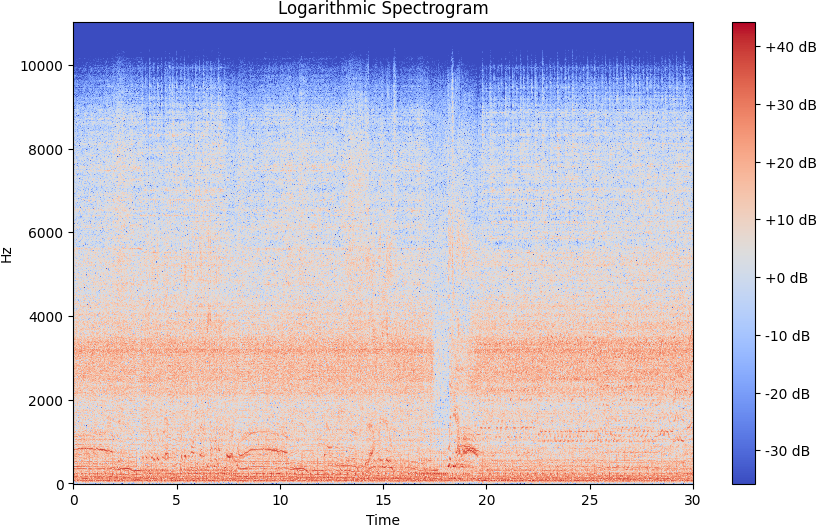 Logarithmic Spectrogram
Hz
10000
8000
6000
4000
2000
0
0 5 10 15 20 25 30
Time
+40 dB
+30 dB
+20 dB
+10 dB
+0 dB
-10 dB
-20 dB
-30 dB